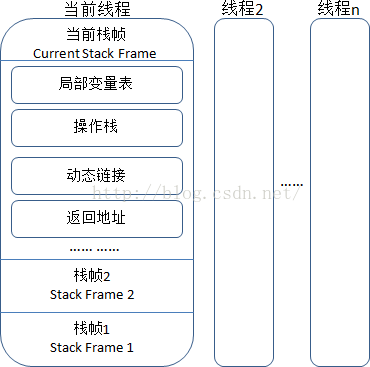 当前线程
线程2
线程n
当前栈帧
Current Stack Frame
局部变量表
操作栈
动态链接
http://blog.csdn.net/
返回地址
…… ……
……
栈帧2
Stack Frame 2
栈帧1
Stack Frame 1